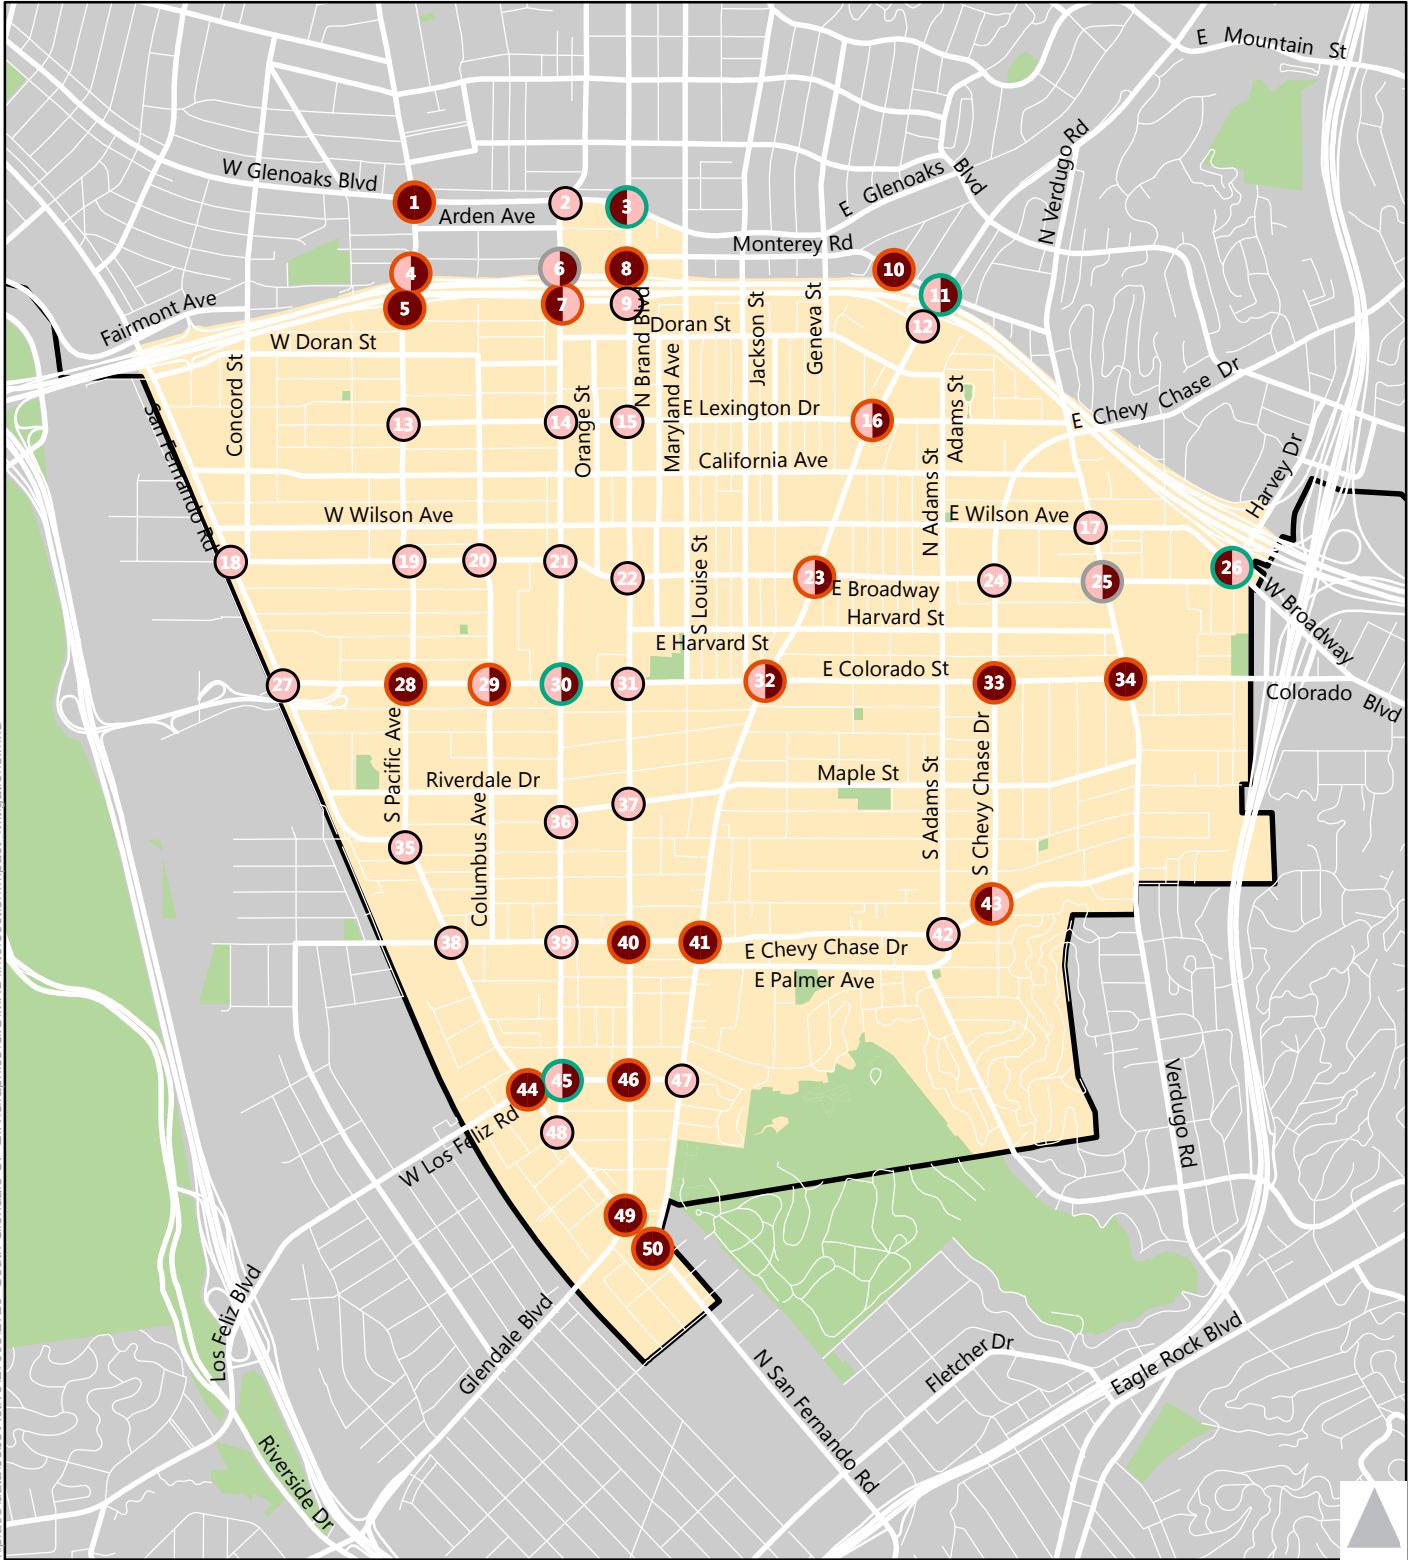 E Mountain St
W Glenoaks Blvd
E Glenoaks Blvd
N Verdugo Rd
1
2
3
Arden Ave
Monterey Rd
4
5
6
7
8
9
10
11
12
Fairmont Ave
W Doran St
Doran St
N Brand Blvd
Jackson St
Geneva St
Concord St
San Fernando Rd
Orange St
Maryland Ave
E Lexington Dr
Adams St
E Chevy Chase Dr
13
14
15
16
California Ave
N Adams St
Harvey Dr
W Wilson Ave
E Wilson Ave
17
18
19
20
21
22
23
24
25
26
S Louise St
E Broadway
W Broadway
Harvard St
E Harvard St
E Colorado St
Colorado Blvd
27
28
29
30
31
32
33
34
S Pacific Ave
Riverdale Dr
Maple St
S Adams St
S Chevy Chase Dr
Columbus Ave
35
36
37
38
39
40
41
42
43
E Chevy Chase Dr
E Palmer Ave
44
45
46
47
48
W Los Feliz Rd
Verdugo Rd
49
50
Los Feliz Blvd
Glendale Blvd
N San Fernando Rd
Fletcher Dr
Eagle Rock Blvd
Riverside Dr